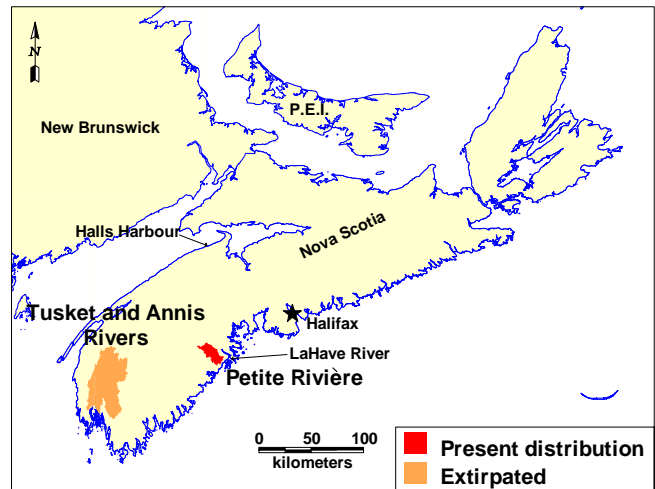 N
P.E.I.
New Brunswick
Halls Harbour
Nova Scotia
Tusket and Annis
Rivers
Halifax
LaHave River
Petite Rivière
0 50 100
kilometers
Present distribution
Extirpated